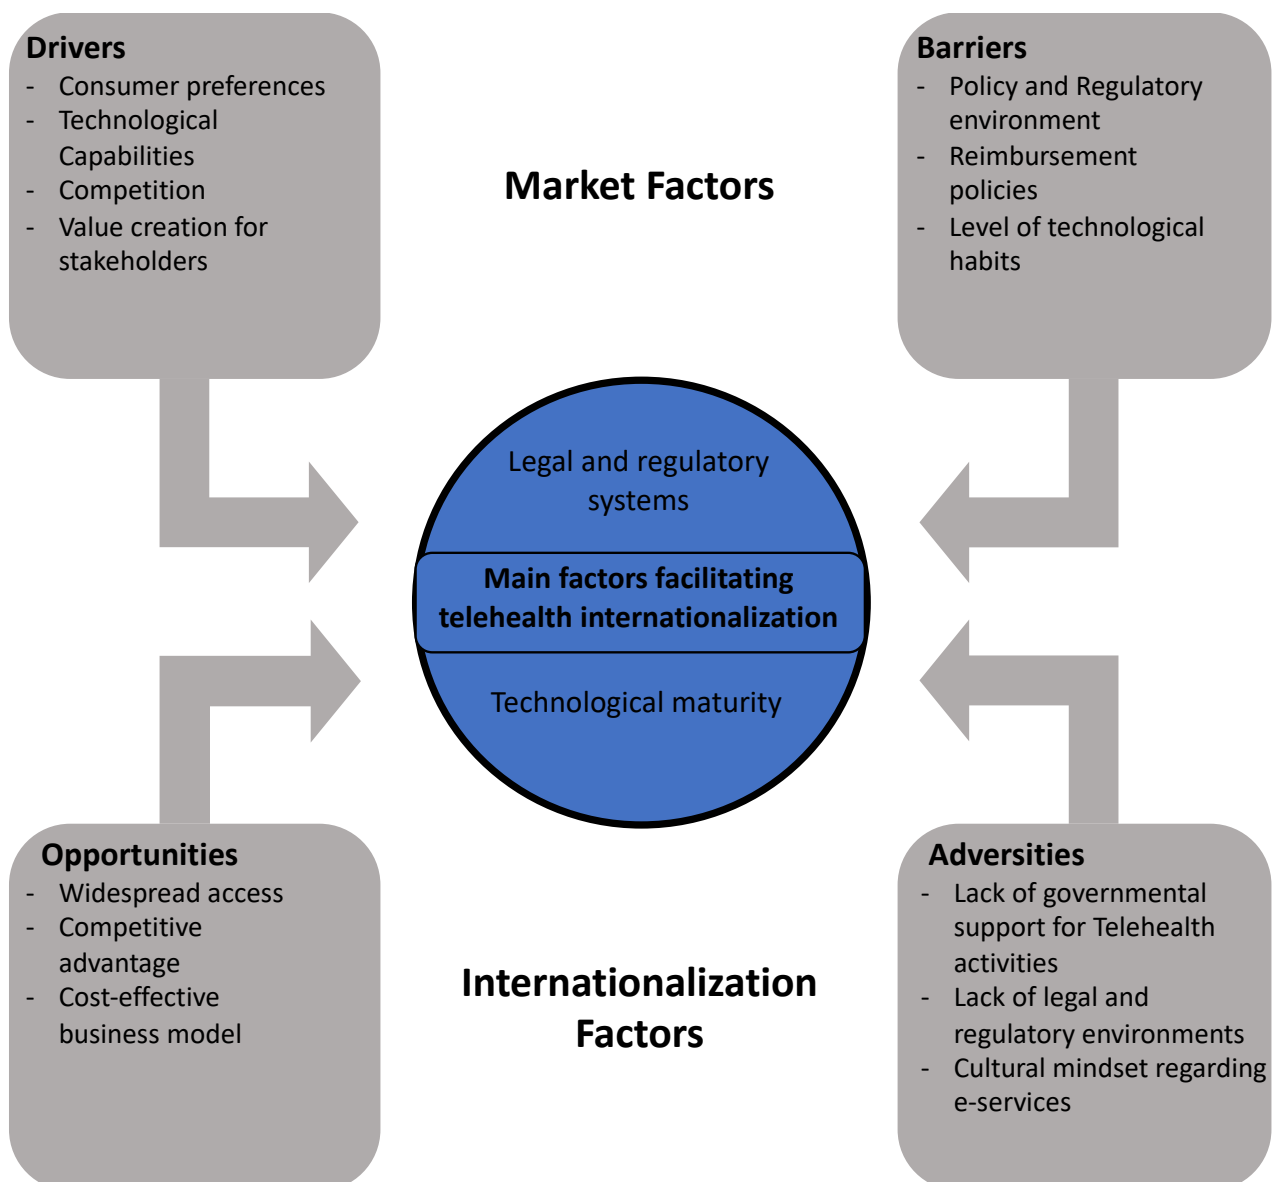 Drivers
- Consumer preferences
- Technological
Capabilities
- Competition
- Value creation for
stakeholders
Market Factors
Barriers
- Policy and Regulatory
environment
- Reimbursement
policies
- Level of technological
habits
Legal and regulatory
systems
Main factors facilitating
telehealth internationalization
Technological maturity
Opportunities
- Widespread access
- Competitive
advantage
- Cost-effective
business model
Internationalization
Factors
Adversities
- Lack of governmental
support for Telehealth
activities
- Lack of legal and
regulatory environments
- Cultural mindset regarding
e-services